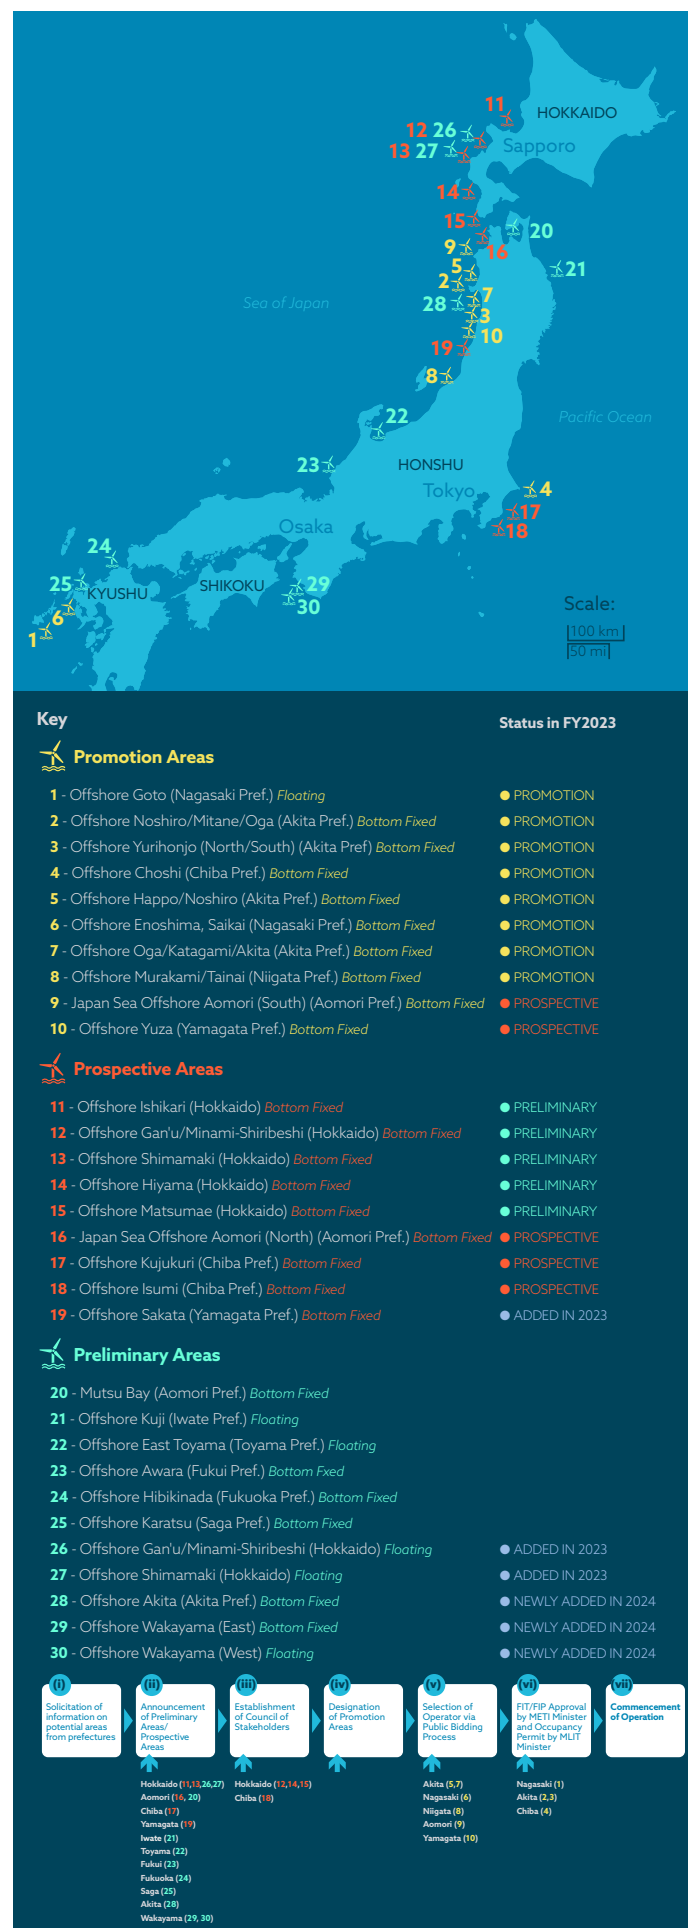 11
HOKKAIDO
12 26
Sapporo
13 27
14
15
20
16
9
5
21
2
7
28
3
Sea of Japan
10
19
8
22
Pacific Ocean
23
HONSHU
Tokyo
4
17
Osaka
18
24
25
KYUSHU
SHIKOKU
29
30
6
1
Scale:
100 km
50 mi
Key
Status in FY2023
Promotion Areas
1 - Offshore Goto (Nagasaki Pref.) Floating PROMOTION
2 - Offshore Noshiro/Mitane/Oga (Akita Pref.) Bottom Fixed PROMOTION
3 - Offshore Yurihonjo (North/South) (Akita Pref) Bottom Fixed PROMOTION
4 - Offshore Choshi (Chiba Pref.) Bottom Fixed PROMOTION
5 - Offshore Happo/Noshiro (Akita Pref.) Bottom Fixed PROMOTION
6 - Offshore Enoshima, Saikai (Nagasaki Pref.) Bottom Fixed PROMOTION
7 - Offshore Oga/Katagami/Akita (Akita Pref.) Bottom Fixed PROMOTION
8 - Offshore Murakami/Tainai (Niigata Pref.) Bottom Fixed PROMOTION
9 - Japan Sea Offshore Aomori (South) (Aomori Pref.) Bottom Fixed PROSPECTIVE
10 - Offshore Yuza (Yamagata Pref.) Bottom Fixed PROSPECTIVE
Prospective Areas
11 - Offshore Ishikari (Hokkaido) Bottom Fixed PRELIMINARY
12 - Offshore Gan'u/Minami-Shiribeshi (Hokkaido) Bottom Fixed PRELIMINARY
13 - Offshore Shimamaki (Hokkaido) Bottom Fixed PRELIMINARY
14 - Offshore Hiyama (Hokkaido) Bottom Fixed PRELIMINARY
15 - Offshore Matsumae (Hokkaido) Bottom Fixed PRELIMINARY
16 - Japan Sea Offshore Aomori (North) (Aomori Pref.) Bottom Fixed PROSPECTIVE
17 - Offshore Kujukuri (Chiba Pref.) Bottom Fixed PROSPECTIVE
18 - Offshore Isumi (Chiba Pref.) Bottom Fixed PROSPECTIVE
19 - Offshore Sakata (Yamagata Pref.) Bottom Fixed ADDED IN 2023
Preliminary Areas
20 - Mutsu Bay (Aomori Pref.) Bottom Fixed
21 - Offshore Kuji (Iwate Pref.) Floating
22 - Offshore East Toyama (Toyama Pref.) Floating
23 - Offshore Awara (Fukui Pref.) Bottom Fxed
24 - Offshore Hibikinada (Fukuoka Pref.) Bottom Fixed
25 - Offshore Karatsu (Saga Pref.) Bottom Fixed
26 - Offshore Gan'u/Minami-Shiribeshi (Hokkaido) Floating ADDED IN 2023
27 - Offshore Shimamaki (Hokkaido) Floating ADDED IN 2023
28 - Offshore Akita (Akita Pref.) Bottom Fixed NEWLY ADDED IN 2024
29 - Offshore Wakayama (East) Bottom Fixed NEWLY ADDED IN 2024
30 - Offshore Wakayama (West) Floating NEWLY ADDED IN 2024
(i)
Solicitation of
information on
potential areas
from prefectures
(ii)
Announcement
of Preliminary
Areas/
Prospective
Areas
(iii)
Establishment
of Council of
Stakeholders
(iv)
Designation
of Promotion
Areas
(v)
Selection of
Operator via
Public Bidding
Process
(vi)
FIT/FIP Approval
by METI Minister
and Occupancy
Permit by MLIT
Minister
(vii)
Commencement
of Operation
Hokkaido (11,13,26,27)
Aomori (16, 20)
Chiba (17)
Yamagata (19)
Iwate (21)
Toyama (22)
Fukui (23)
Fukuoka (24)
Saga (25)
Akita (28)
Wakayama (29, 30)
Hokkaido (12,14,15)
Chiba (18)
Akita (5,7)
Nagasaki (6)
Niigata (8)
Aomori (9)
Yamagata (10)
Nagasaki (1)
Akita (2,3)
Chiba (4)